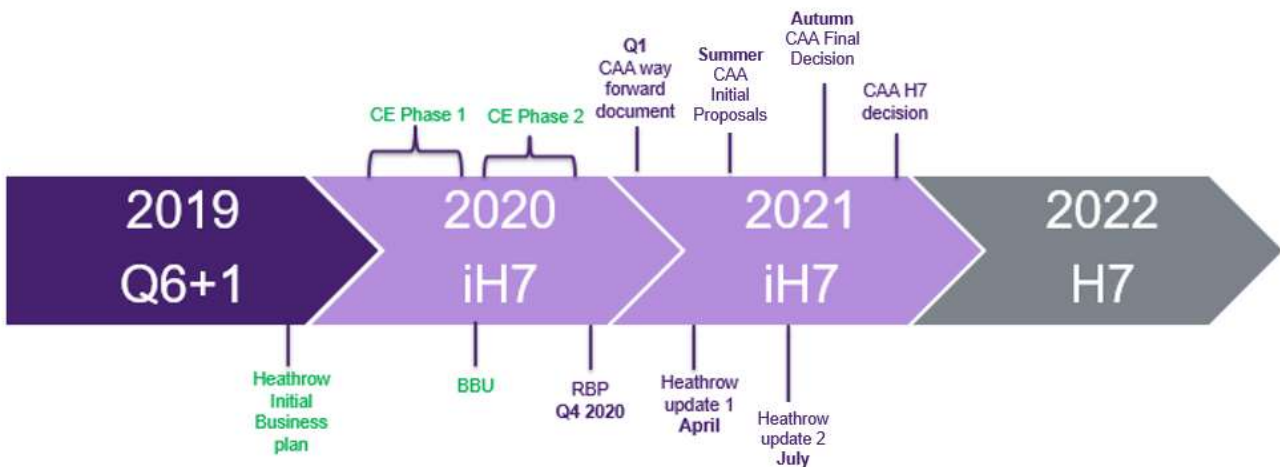 Q1
CAA way
forward
document
Summer
CAA
Initial
Proposals
Autumn
CAA Final
Decision
CAA H7
decision
CE Phase 1
CE Phase 2
2019
Q6+1
2020
iH7
2021
iH7
2022
H7
Heathrow
Initial
Business
plan
BBU
RBP
Q4 2020
Heathrow
update 1
April
Heathrow
update 2
July